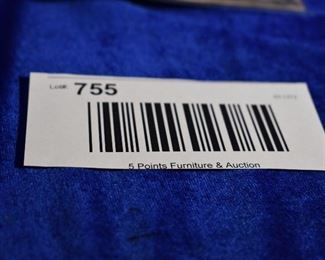 Lot#: 755
5 Points Furniture & Auction